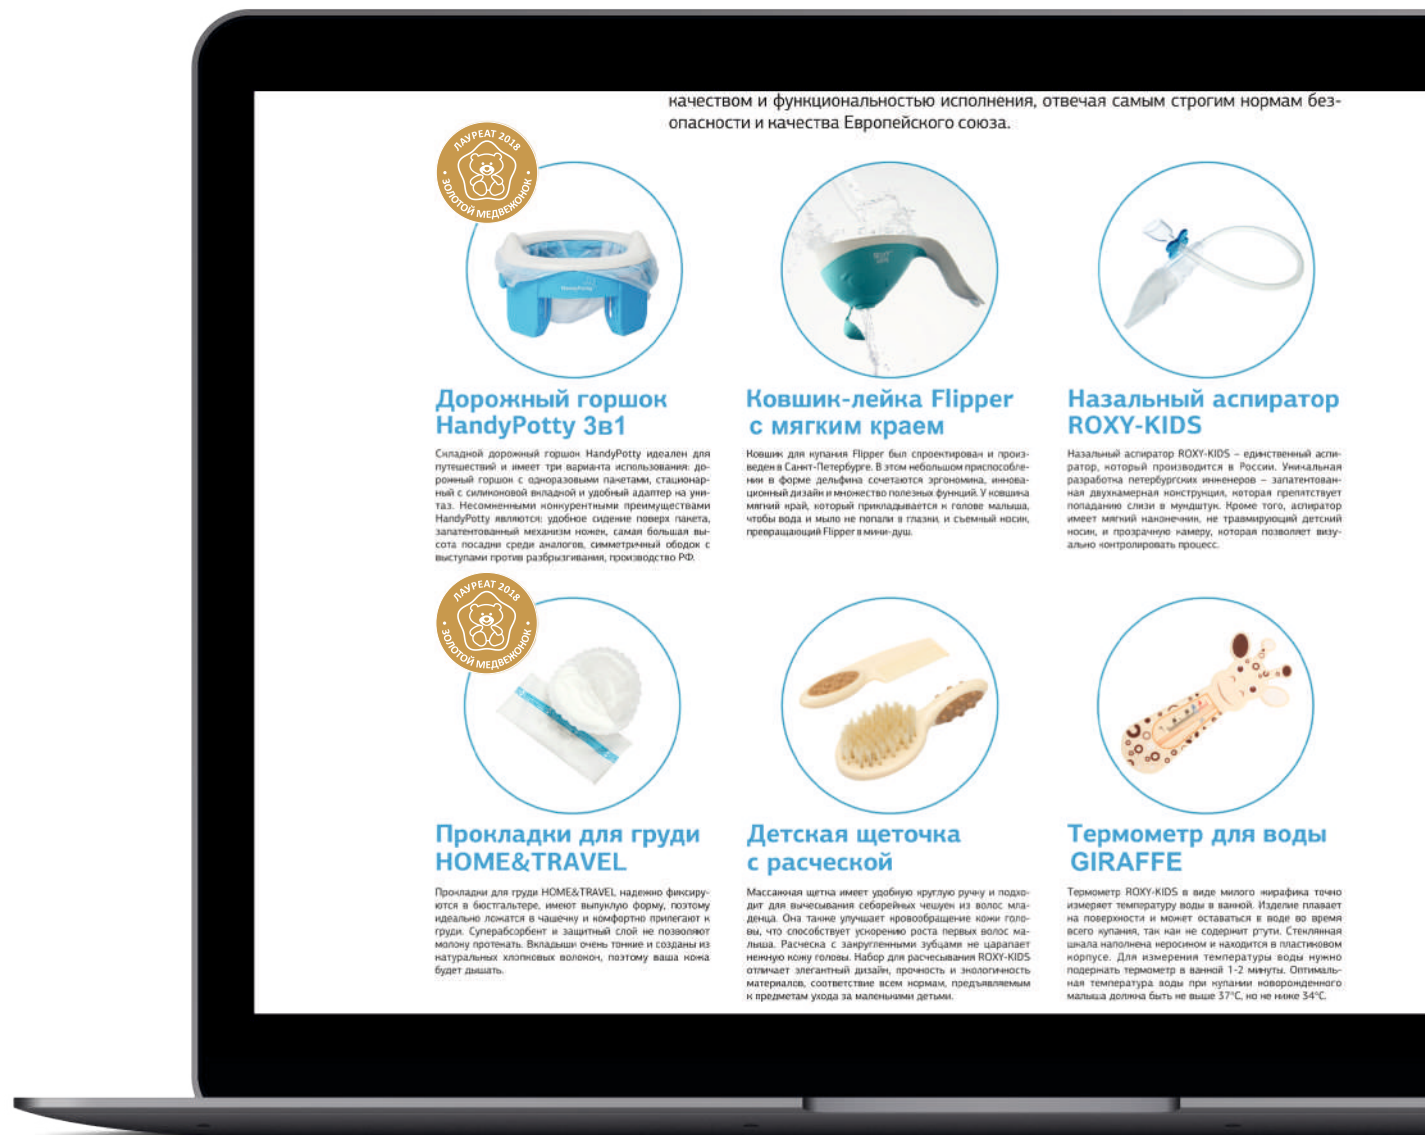 качеством и функциональностью исполнения, отвечая самым строгим нормам без-
опасности и качества Европейского союза.
ЛАУРЕАТ 2018
ЗОЛОТОЙ МЕДВЕЖОНОК
HandyPotty
Дорожный горшок
HandyPotty 3в1
Складной дорожный горшок HandyPotty идеален для
путешествий и имеет три варианта использования: до-
рожный горшок с одноразовыми пакетами, стационар-
ный с силиконовой вкладкой и удобный адаптер на уни-
таз. Несомненными конкурентными преимуществами
HandyPotty являются: удобное сидение поверх пакета,
запатентованный механизм ножек, самая большая вы-
сота посадки среди аналогов, симметричный ободок с
выступами против разбрызгивания, производство РФ.
Ковшик-лейка Flipper
с мягким краем
Ковшик для купания Flipper был спроектирован и произ-
веден в Санкт-Петербурге. В этом небольшом приспособле-
нии в форме дельфина сочетаются эргономика, иннова-
ционный дизайн и множество полезных функций. У ковшика
мягкий край, который прикладывается к голове малыша,
чтобы вода и мыло не попали в глазки, и съемный носик,
превращающий Flipper в мини-душ.
Назальный аспиратор
ROXY-KIDS
Назальный аспиратор ROXY-KIDS – единственный аспи-
ратор, который производится в России. Уникальная
разработка петербургских инженеров – запатентован-
ная двухкамерная конструкция, которая препятствует
попаданию слизи в мундштук. Кроме того, аспиратор
имеет мягкий наконечник, не травмирующий детский
носик, и прозрачную камеру, которая позволяет визу-
ально контролировать процесс.
ЛАУРЕАТ 2018
ЗОЛОТОЙ МЕДВЕЖОНОК
Прокладки для груди
HOME&TRAVEL
Прокладки для груди HOME&TRAVEL надежно фиксиру-
ются в бюстгальтере, имеют выпуклую форму, поэтому
идеально ложатся в чашечку и комфортно прилегают к
груди. Суперабсорбент и защитный слой не позволяют
молоку протекать. Вкладыши очень тонкие и созданы из
натуральных хлопковых волокон, поэтому ваша кожа
будет дышать.
Детская щеточка
с расческой
Массажная щетка имеет удобную круглую ручку и подхо-
дит для вычесывания себорейных чешуек из волос мла-
денца. Она также улучшает кровообращение кожи голо-
вы, что способствует ускорению роста первых волос ма-
лыша. Расческа с закругленными зубцами не царапает
нежную кожу головы. Набор для расчесывания ROXY-KIDS
отличает элегантный дизайн, прочность и экологичность
материалов, соответствие всем нормам, предъявляемым
к предметам ухода за маленькими детьми.
Термометр для воды
GIRAFFE
Термометр ROXY-KIDS в виде милого жирафика точно
измеряет температуру воды в ванной. Изделие плавает
на поверхности и может оставаться в воде во время
всего купания, так как не содержит ртути. Стеклянная
шкала наполнена керосином и находится в пластиковом
корпусе. Для измерения температуры воды нужно
подержать термометр в ванной 1-2 минуты. Оптималь-
ная температура воды при купании новорожденного
малыша должна быть не выше 37°С, но не ниже 34°С.